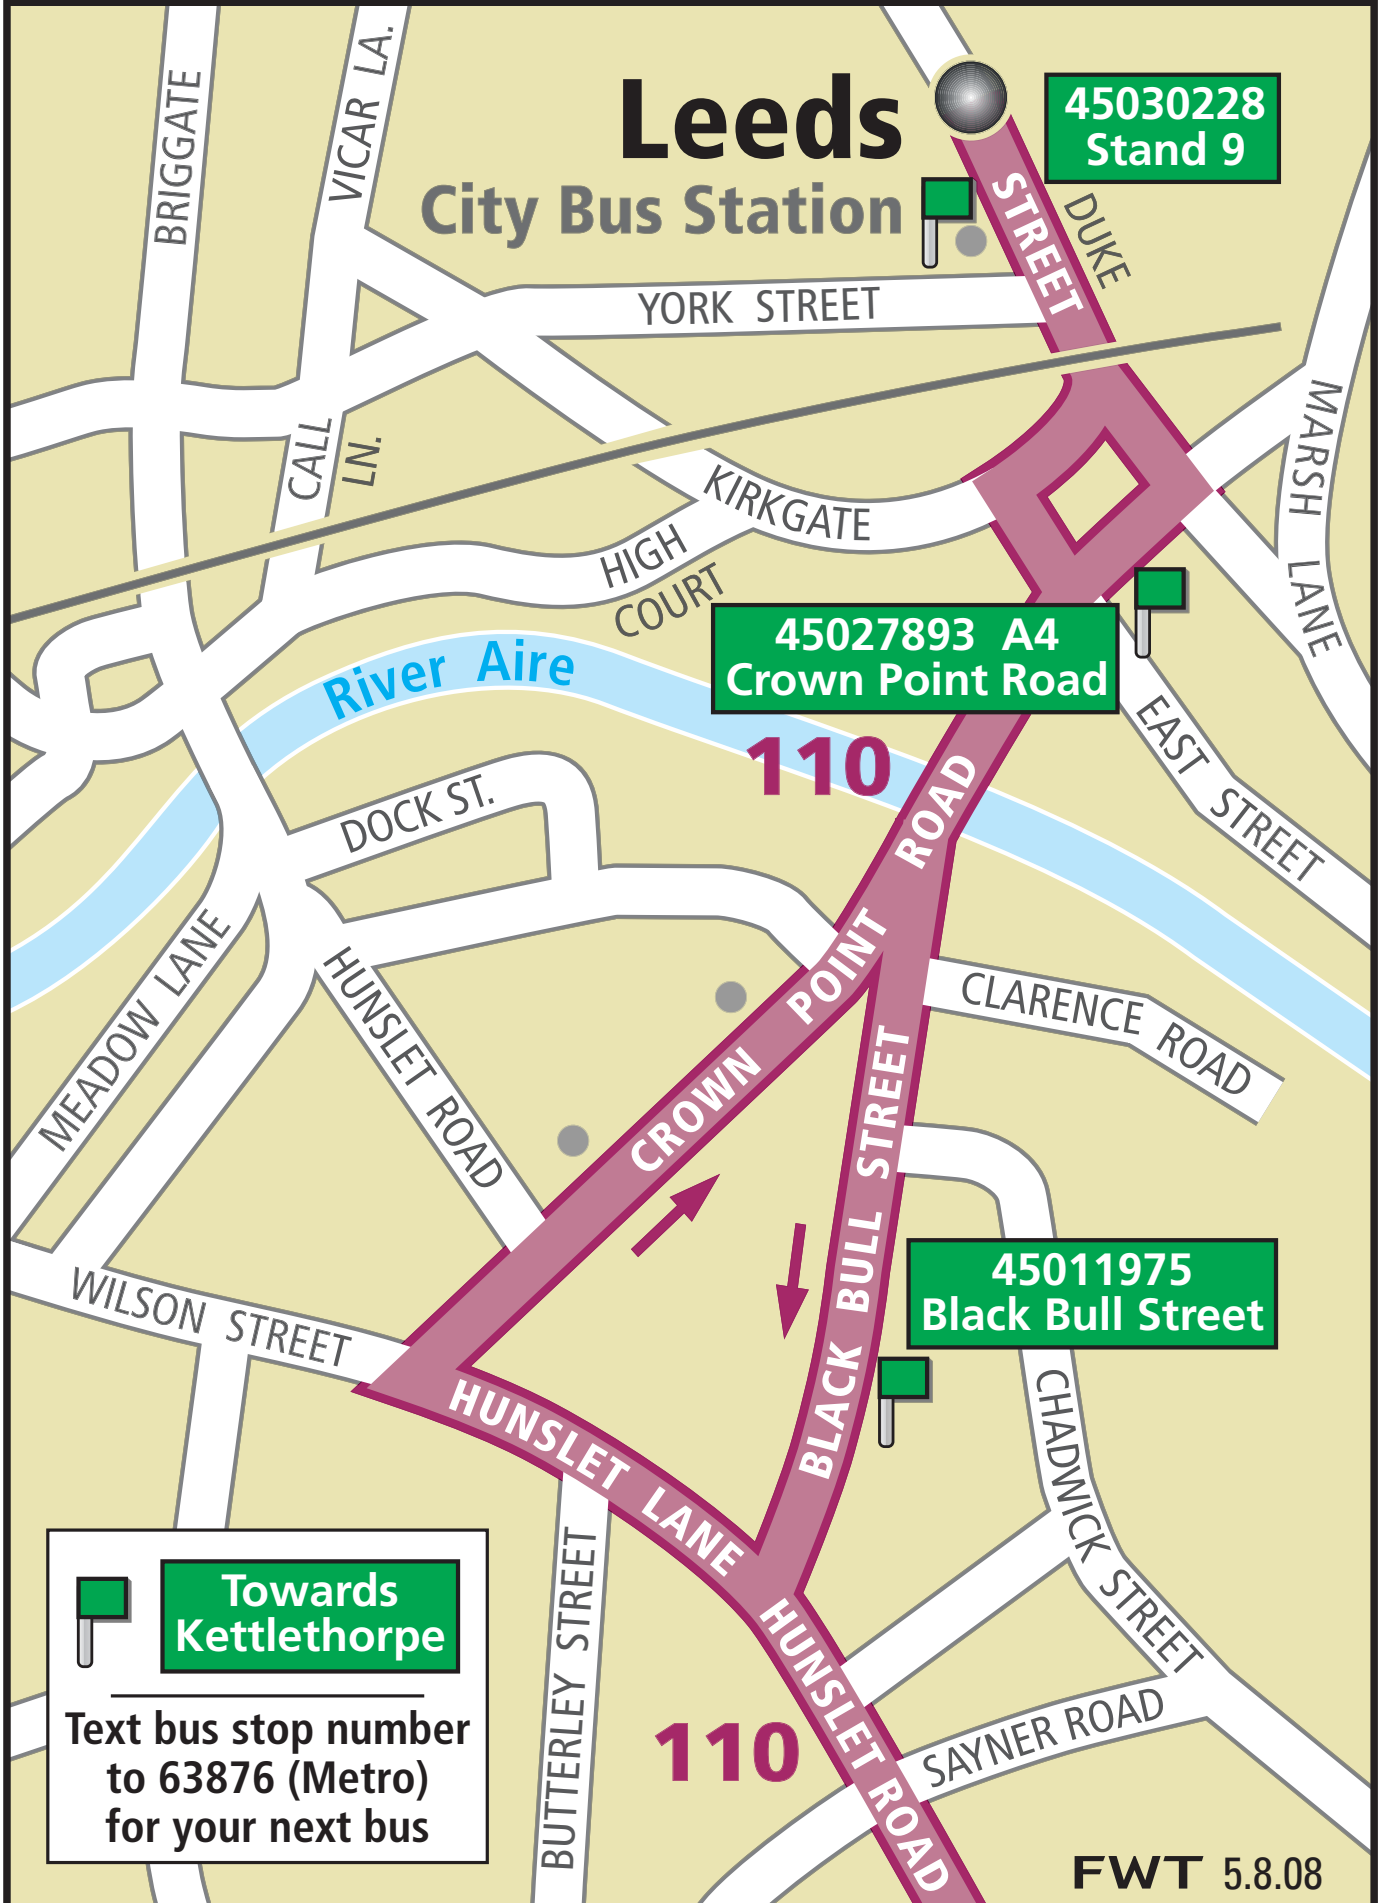 BRIGGATE
VICAR LA.
Leeds
City Bus Station
45030228
Stand 9
DUKE
STREET
YORK STREET
MARSH LANE
CALL
LN.
KIRKGATE
HIGH
COURT
45027893 A4
Crown Point Road
River Aire
110
EAST STREET
DOCK ST.
CROWN POINT ROAD
CLARENCE ROAD
MEADOW LANE
HUNSLET ROAD
BLACK BULL STREET
WILSON STREET
45011975
Black Bull Street
HUNSLET LANE
CHADWICK STREET
BUTTERLEY STREET
HUNSLET ROAD
SAYNER ROAD
110
Towards
Kettlethorpe
Text bus stop number
to 63876 (Metro)
for your next bus
FWT 5.8.08